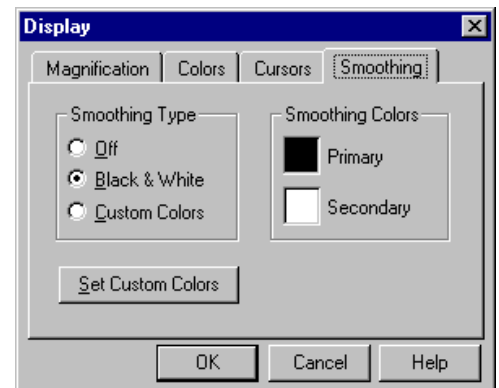 Display
Magnification Colors Cursors Smoothing
Smoothing Type
Off
Black & White
Custom Colors
Smoothing Colors
Primary
Secondary
Set Custom Colors
OK Cancel Help